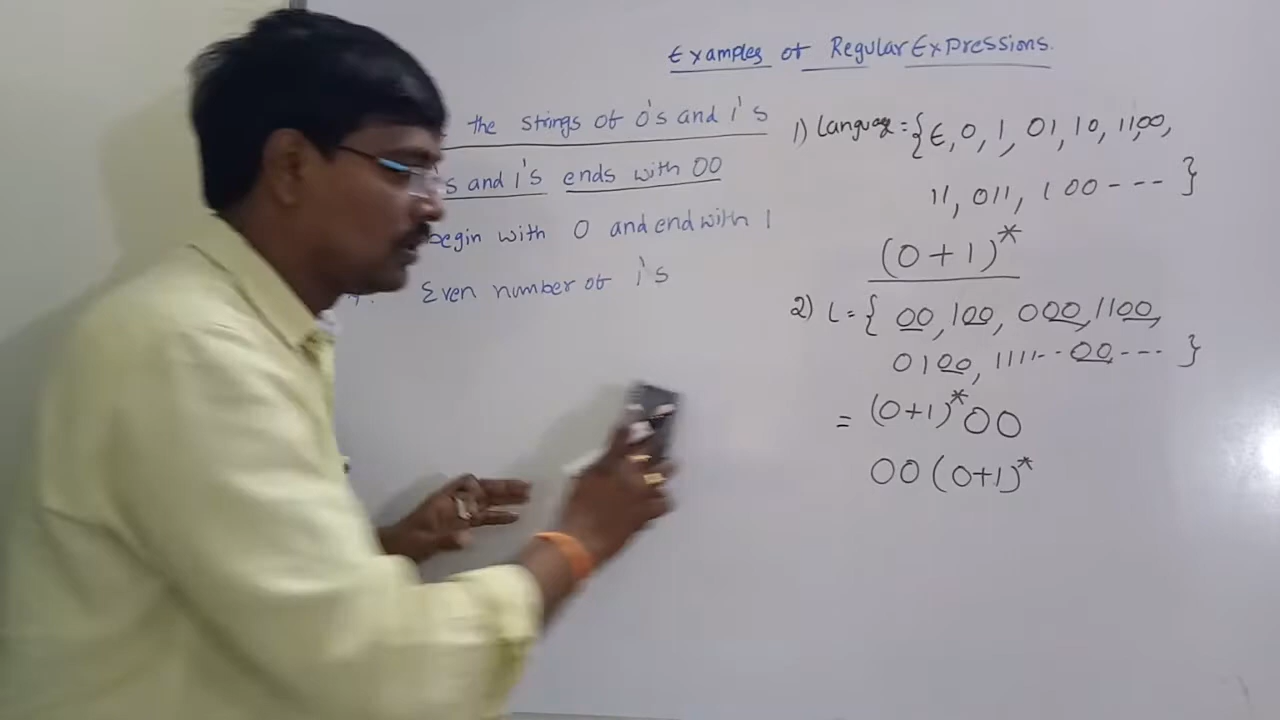 Examples of Regular Expressions.
the strings of 0's and 1's
's and 1's ends with 00
begin with 0 and end with 1
Even number of 1's
1) Language = {ε, 0, 1, 01, 10, 1100,
11, 011, 100 - - - }
(0+1)*
2) L = { 00, 100, 000, 1100,
0100, 1111--00,--- }
= (0+1)*00
00(0+1)*